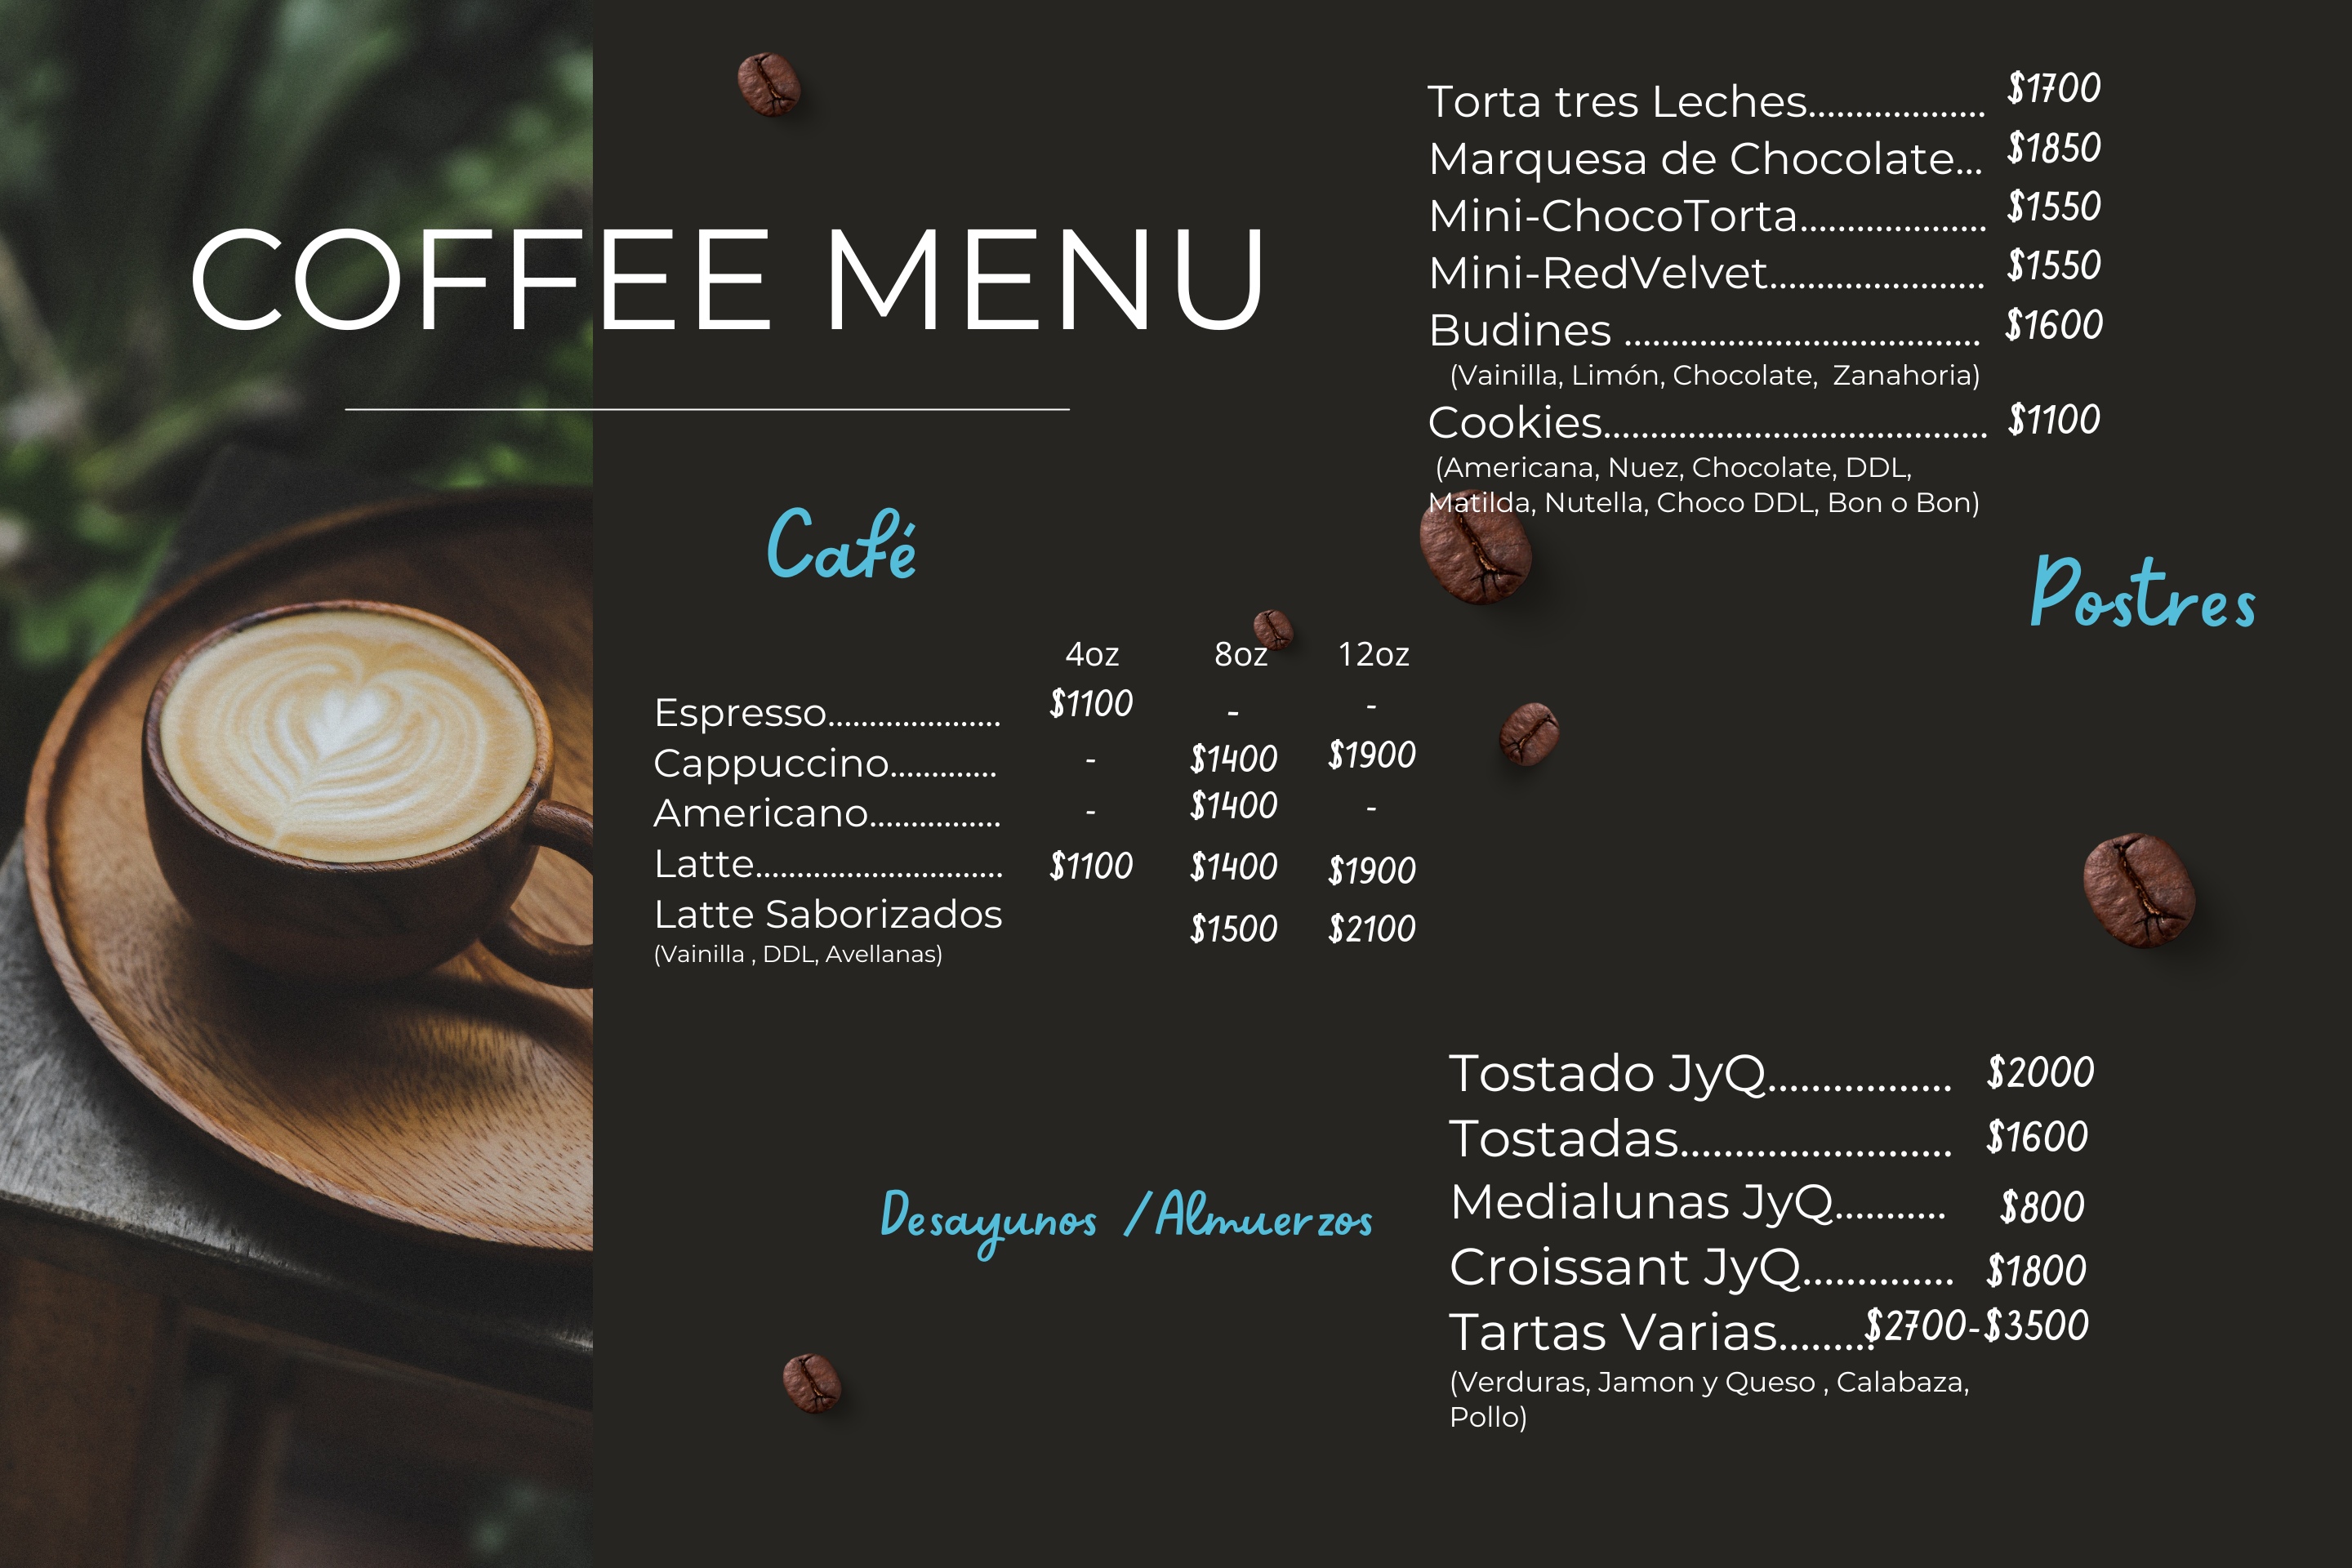 COFFEE MENU
Café
4oz 8oz 12oz
Espresso..................... $1100 - -
Cappuccino............. - $1400 $1900
Americano................ - $1400 -
Latte.............................. $1100 $1400 $1900
Latte Saborizados $1500 $2100
(Vainilla , DDL, Avellanas)
Torta tres Leches................... $1700
Marquesa de Chocolate... $1850
Mini-ChocoTorta.................... $1550
Mini-RedVelvet....................... $1550
Budines ...................................... $1600
(Vainilla, Limón, Chocolate,  Zanahoria)
Cookies......................................... $1100
(Americana, Nuez, Chocolate, DDL,
Matilda, Nutella, Choco DDL, Bon o Bon)
Postres
Desayunos /Almuerzos
Tostado JyQ................. $2000
Tostadas......................... $1600
Medialunas JyQ........... $800
Croissant JyQ.............. $1800
Tartas Varias......... $2700-$3500
(Verduras, Jamon y Queso , Calabaza,
Pollo)